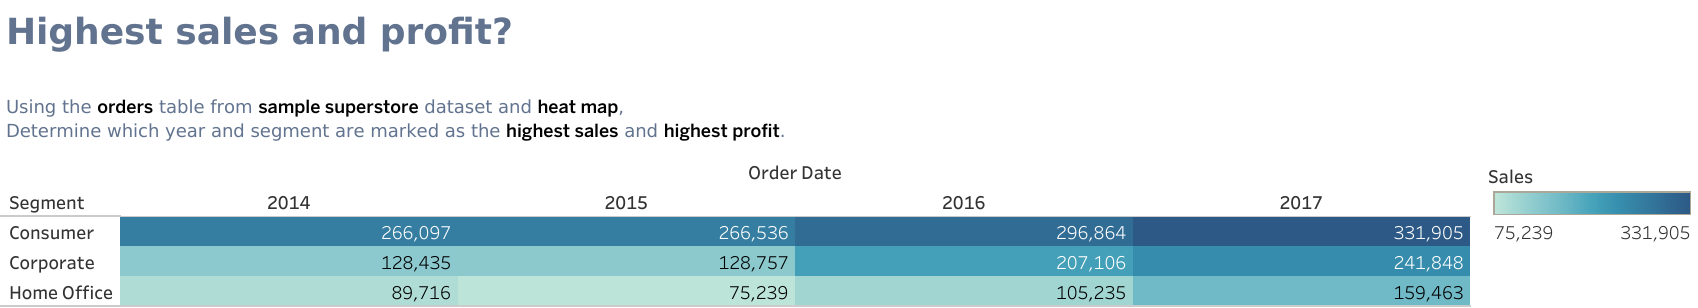 Highest sales and profit?
Using the orders table from sample superstore dataset and heat map,
Determine which year and segment are marked as the highest sales and highest profit.
Order Date
Segment 2014 2015 2016 2017
Consumer 266,097 266,536 296,864 331,905
Corporate 128,435 128,757 207,106 241,848
Home Office 89,716 75,239 105,235 159,463
Sales
75,239 331,905